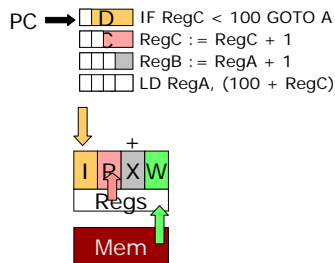 PC D IF RegC < 100 GOTO A
C RegC := RegC + 1
RegB := RegA + 1
LD RegA, (100 + RegC)
+
I R X W
Regs
Mem